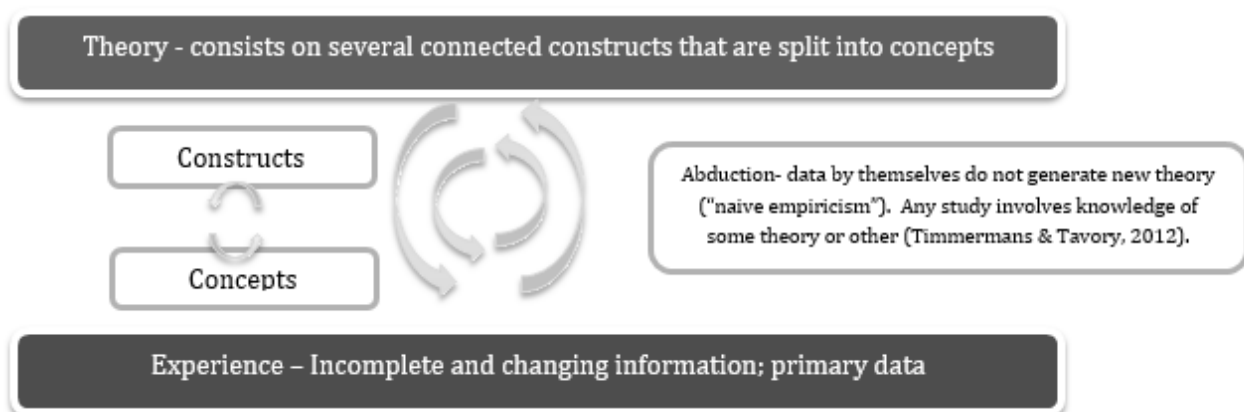 Theory - consists on several connected constructs that are split into concepts
Constructs
Concepts
Abduction- data by themselves do not generate new theory
("naive empiricism").  Any study involves knowledge of
some theory or other (Timmermans & Tavory, 2012).
Experience – Incomplete and changing information; primary data